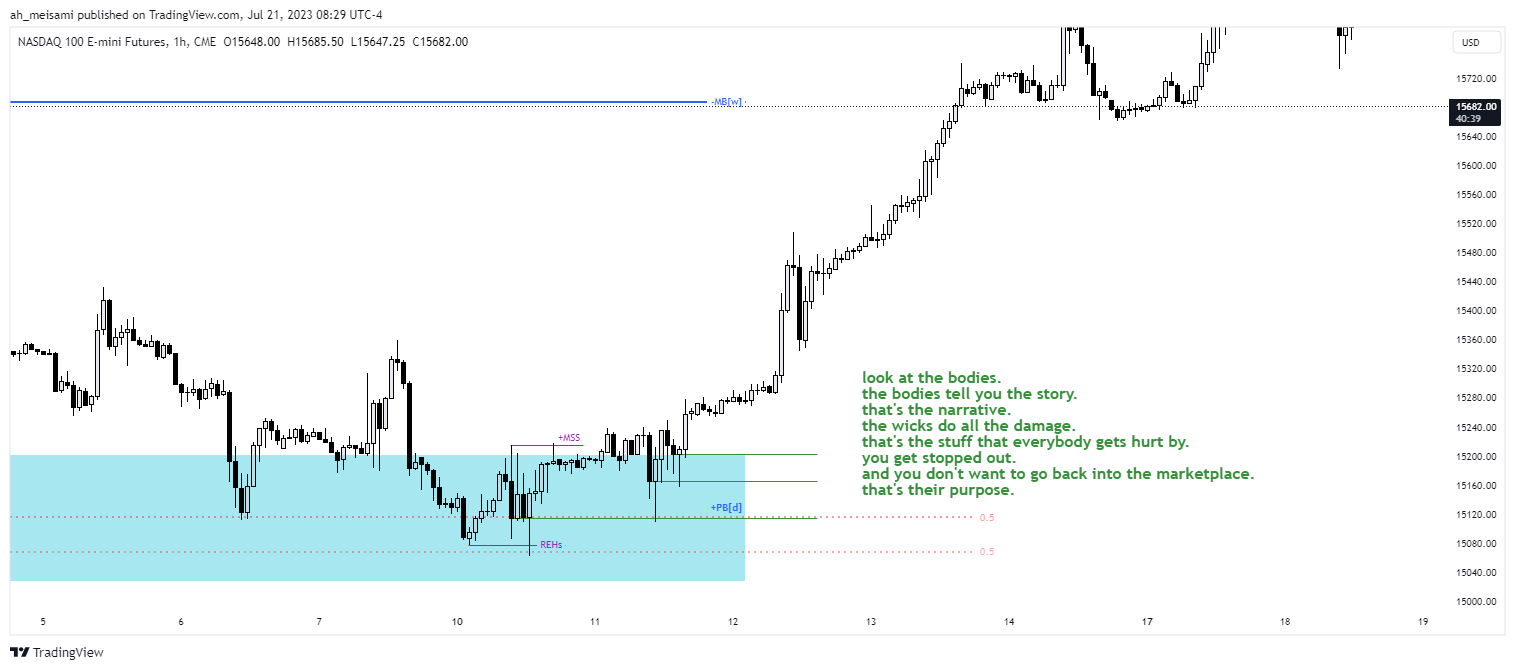 ah_meisami published on TradingView.com, Jul 21, 2023 08:29 UTC-4
NASDAQ 100 E-mini Futures, 1h, CME O15648.00 H15685.50 L15647.25 C15682.00
USD
15720.00
-MB[w]
15682.00
40:39
15640.00
15600.00
15560.00
15520.00
15480.00
15440.00
15400.00
15360.00
15320.00
15280.00
15240.00
15200.00
15160.00
15120.00
15080.00
15040.00
15000.00
look at the bodies.
the bodies tell you the story.
that's the narrative.
the wicks do all the damage.
that's the stuff that everybody gets hurt by.
you get stopped out.
and you don't want to go back into the marketplace.
that's their purpose.
+MSS
+PB[d]
0.5
REHs
0.5
5 6 7 10 11 12 13 14 17 18 19
TradingView